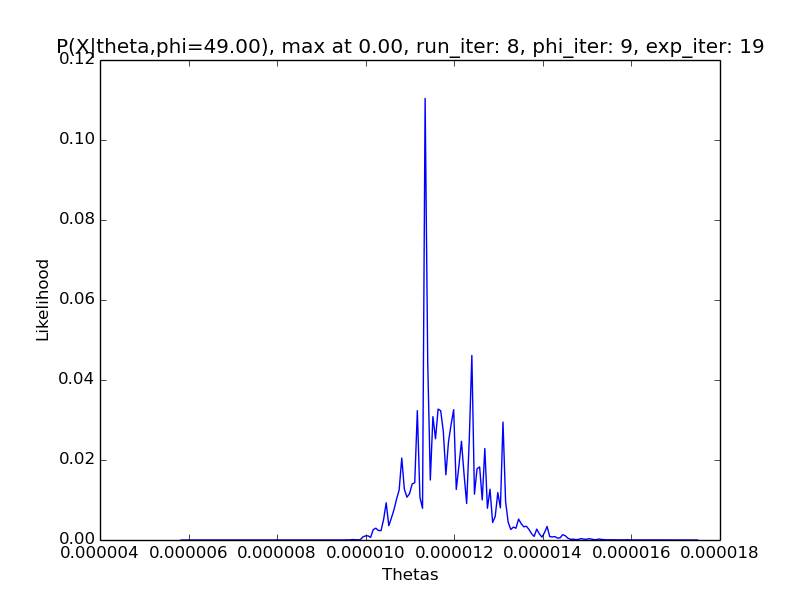 P(X|theta,phi=49.00), max at 0.00, run_iter: 8, phi_iter: 9, exp_iter: 19
0.12
0.10
0.08
0.06
0.04
0.02
0.00
Likelihood
0.000004 0.000006 0.000008 0.000010 0.000012 0.000014 0.000016 0.000018
Thetas